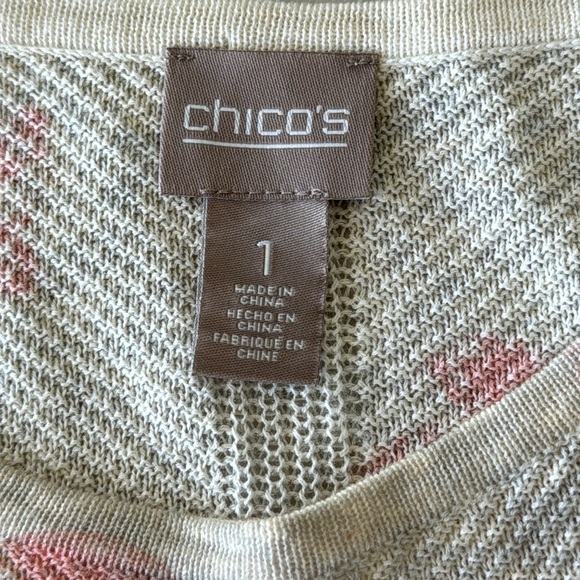 chico's
1
MADE IN
CHINA
HECHO EN
CHINA
FABRIQUÉ EN
CHINE